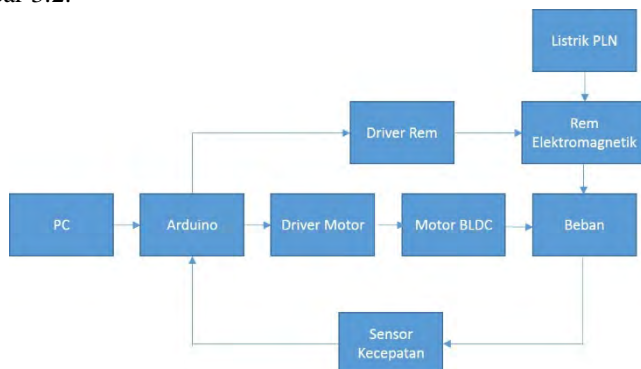 Listrik PLN
Driver Rem
Rem
Elektromagnetik
PC
Arduino
Driver Motor
Motor BLDC
Beban
Sensor
Kecepatan